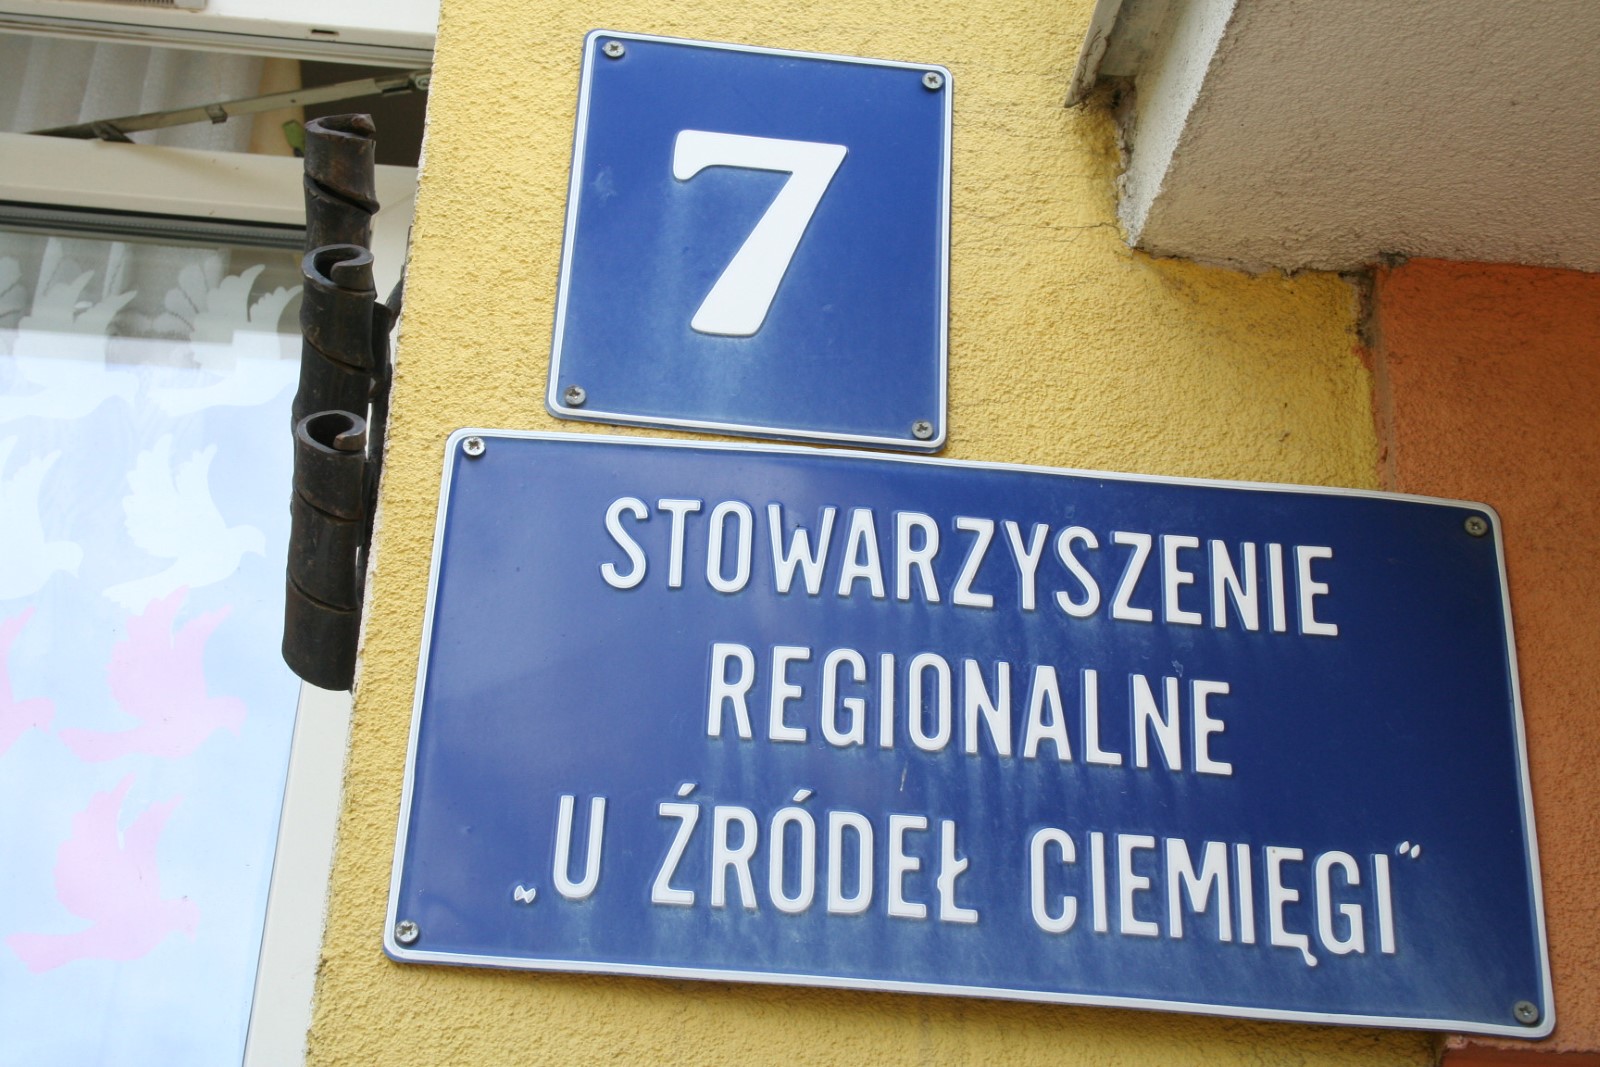 7
STOWARZYSZENIE
REGIONALNE
„U ŹRÓDEŁ CIEMIĘGI”